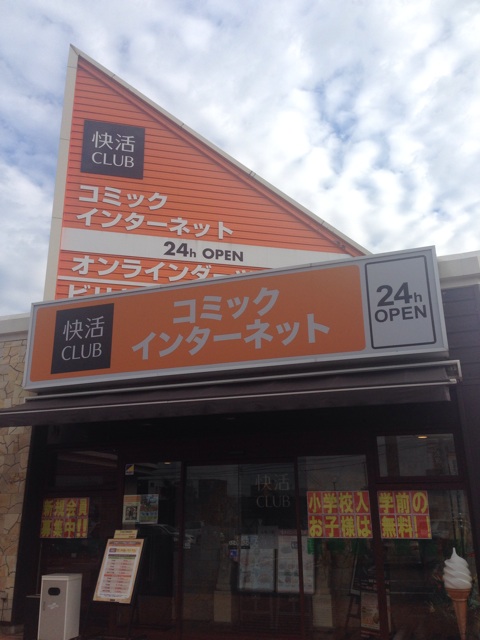 快活
CLUB
コミック
インターネット
24h OPEN
オンラインダーツ
快活
CLUB
コミック
インターネット
24h
OPEN
快活
CLUB
新規会員
募集中!!
小学校入学前の
お子様は無料!!